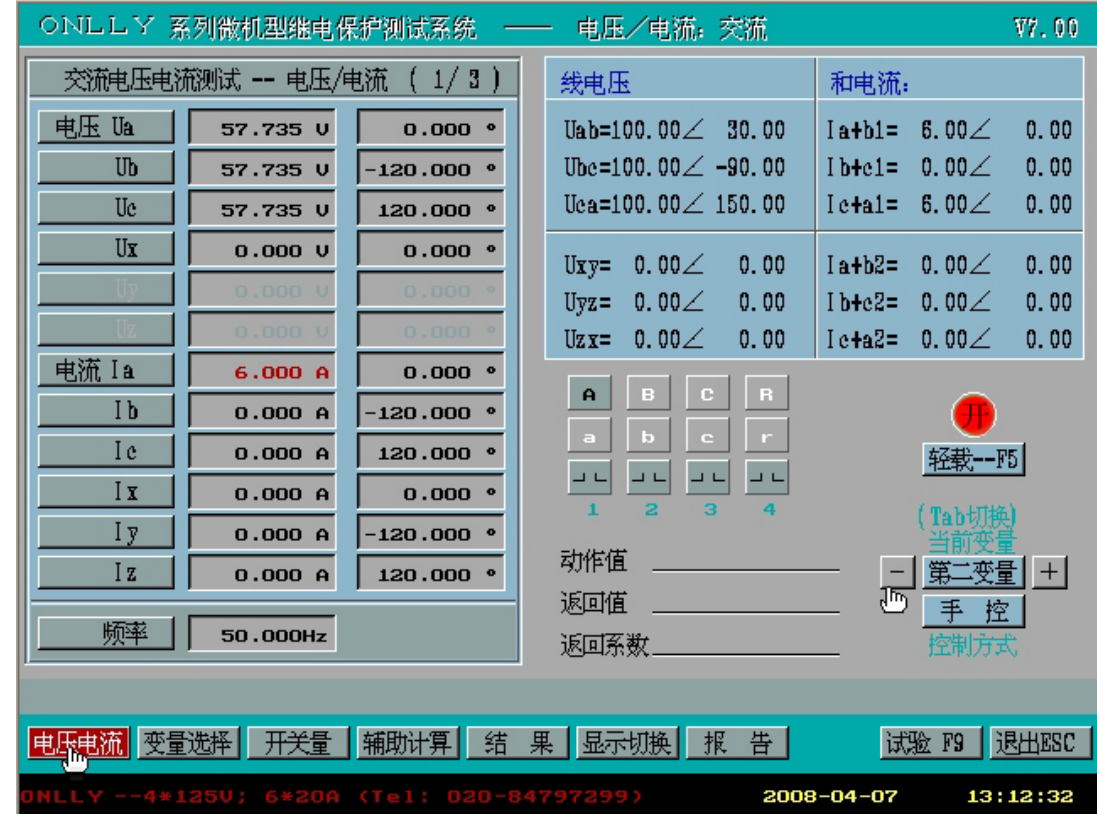 ONLLY 系列微机型继电保护测试系统 —— 电压／电流: 交流 V7.00
交流电压电流测试 -- 电压/电流 ( 1/ 3 )
电压 Ua 57.735 V 0.000 °
Ub 57.735 V -120.000 °
Uc 57.735 V 120.000 °
Ux 0.000 V 0.000 °
Uy 0.000 V 0.000 °
Uz 0.000 V 0.000 °
电流 Ia 6.000 A 0.000 °
Ib 0.000 A -120.000 °
Ic 0.000 A 120.000 °
Ix 0.000 A 0.000 °
Iy 0.000 A -120.000 °
Iz 0.000 A 120.000 °
频率 50.000Hz
线电压
Uab=100.00∠ 30.00
Ubc=100.00∠ -90.00
Uca=100.00∠ 150.00
Uxy= 0.00∠ 0.00
Uyz= 0.00∠ 0.00
Uzx= 0.00∠ 0.00
和电流:
Ia+b1= 6.00∠ 0.00
Ib+c1= 0.00∠ 0.00
Ic+a1= 6.00∠ 0.00
Ia+b2= 0.00∠ 0.00
Ib+c2= 0.00∠ 0.00
Ic+a2= 0.00∠ 0.00
A B C R
a b c r
1 2 3 4
动作值
返回值
返回系数
开
轻载--F5
(Tab切换)
当前变量
- 第二变量 +
手 控
控制方式
电压电流 变量选择 开关量 辅助计算 结 果 显示切换 报 告 试验 F9 退出ESC
ONLLY --4*125V; 6*20A (Tel: 020-84797299) 2008-04-07 13:12:32